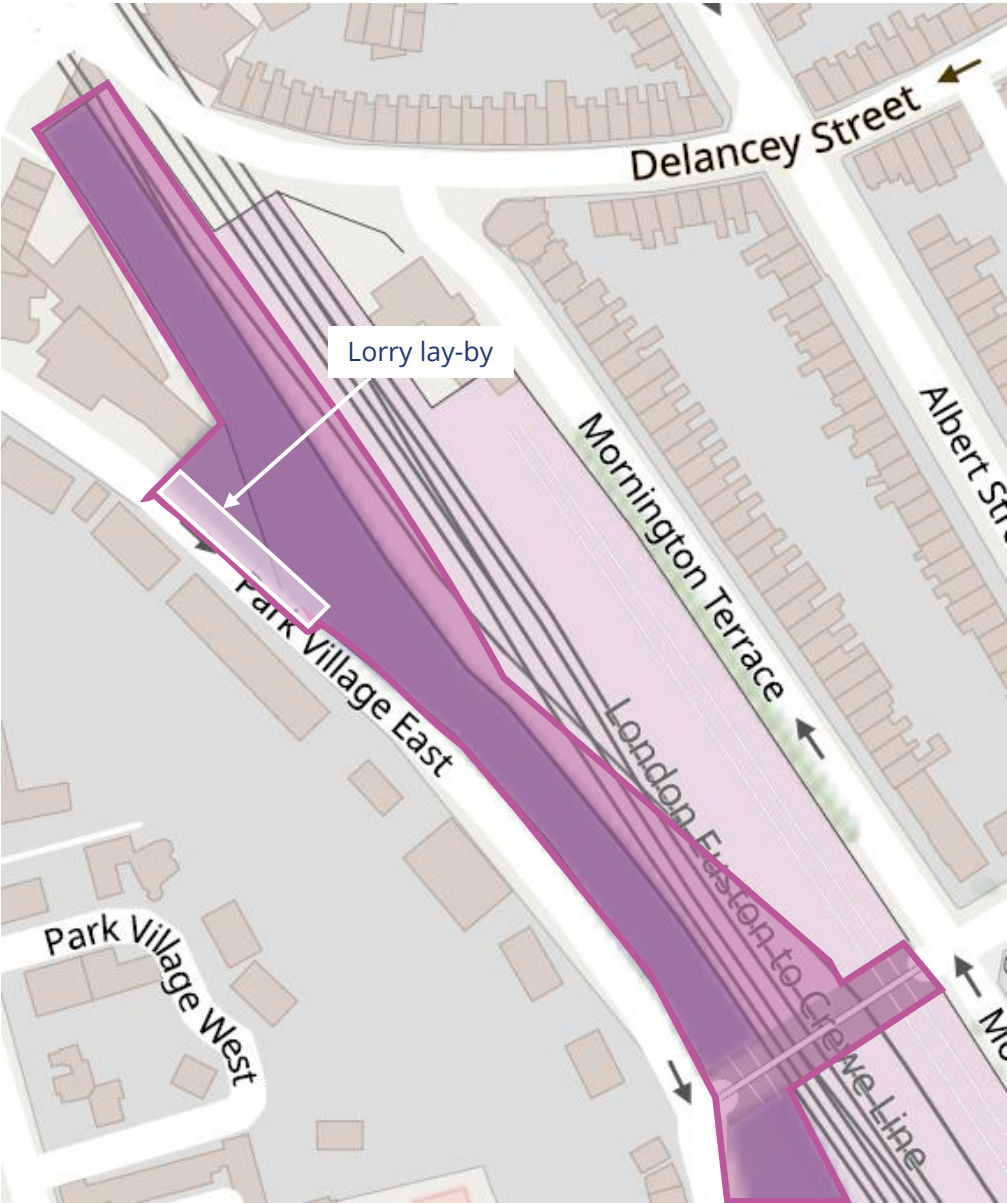 Delancey Street
Lorry lay-by
Albert Str
Mornington Terrace
Park Village East
London Euston to Crewe Line
Park Village West
Mo